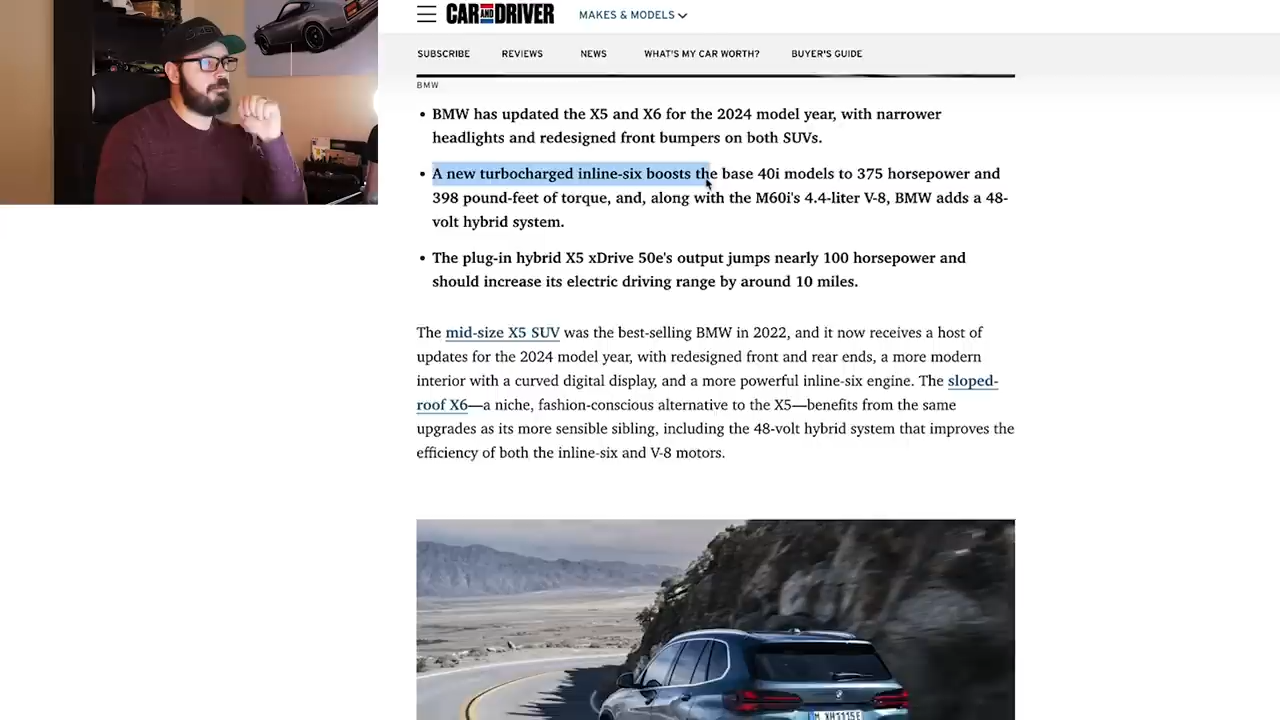 CAR AND DRIVER
MAKES & MODELS
SUBSCRIBE
REVIEWS
NEWS
WHAT'S MY CAR WORTH?
BUYER'S GUIDE
BMW
• BMW has updated the X5 and X6 for the 2024 model year, with narrower
headlights and redesigned front bumpers on both SUVs.
• A new turbocharged inline-six boosts the base 40i models to 375 horsepower and
398 pound-feet of torque, and, along with the M60i's 4.4-liter V-8, BMW adds a 48-
volt hybrid system.
• The plug-in hybrid X5 xDrive 50e's output jumps nearly 100 horsepower and
should increase its electric driving range by around 10 miles.
The mid-size X5 SUV was the best-selling BMW in 2022, and it now receives a host of
updates for the 2024 model year, with redesigned front and rear ends, a more modern
interior with a curved digital display, and a more powerful inline-six engine. The sloped-
roof X6—a niche, fashion-conscious alternative to the X5—benefits from the same
upgrades as its more sensible sibling, including the 48-volt hybrid system that improves the
efficiency of both the inline-six and V-8 motors.